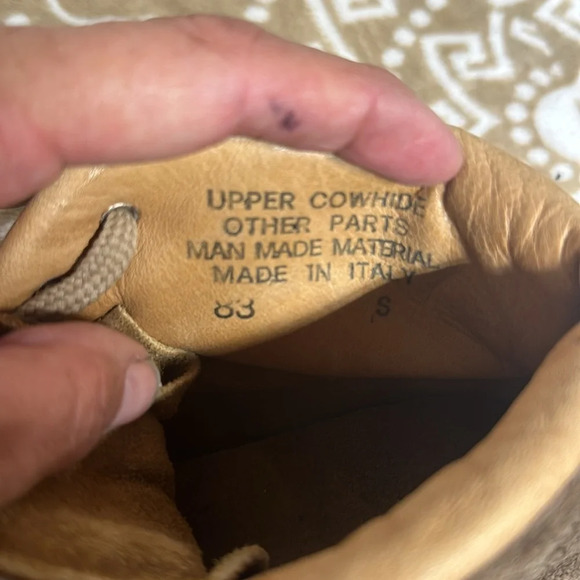 UPPER COWHIDE
OTHER PARTS
MAN MADE MATERIAL
MADE IN ITALY
83 S